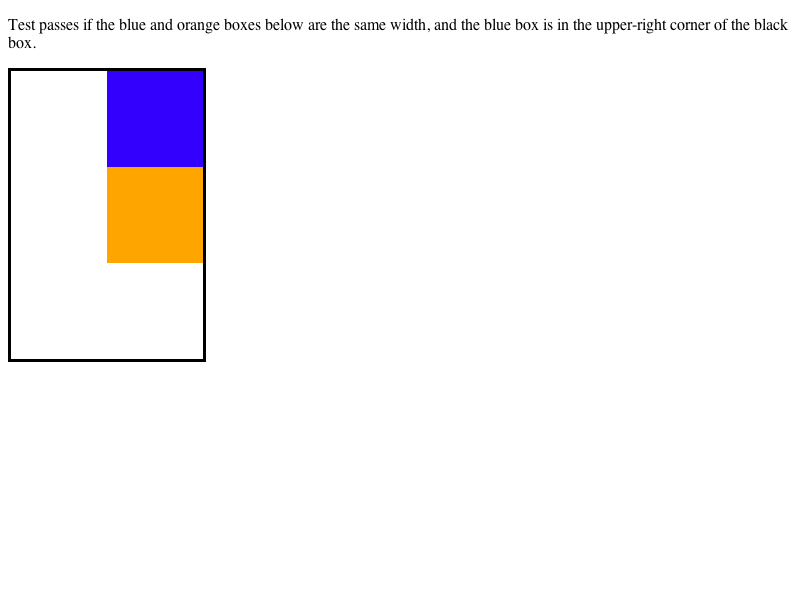 Test passes if the blue and orange boxes below are the same width, and the blue box is in the upper-right corner of the black
box.